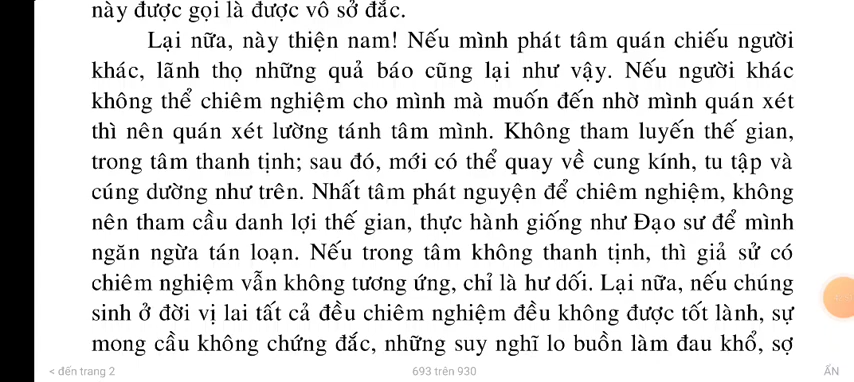 này được gọi là được vô sở đắc.
Lại nữa, này thiện nam! Nếu mình phát tâm quán chiếu người
khác, lãnh thọ những quả báo cũng lại như vậy. Nếu người khác
không thể chiêm nghiệm cho mình mà muốn đến nhờ mình quán xét
thì nên quán xét lường tánh tâm mình. Không tham luyến thế gian,
trong tâm thanh tịnh; sau đó, mới có thể quay về cung kính, tu tập và
cúng dường như trên. Nhất tâm phát nguyện để chiêm nghiệm, không
nên tham cầu danh lợi thế gian, thực hành giống như Đạo sư để mình
ngăn ngừa tán loạn. Nếu trong tâm không thanh tịnh, thì giả sử có
chiêm nghiệm vẫn không tương ứng, chỉ là hư dối. Lại nữa, nếu chúng
sinh ở đời vị lai tất cả đều chiêm nghiệm đều không được tốt lành, sự
mong cầu không chứng đắc, những suy nghĩ lo buồn làm đau khổ, sợ
< đến trang 2 693 trên 930 ẨN